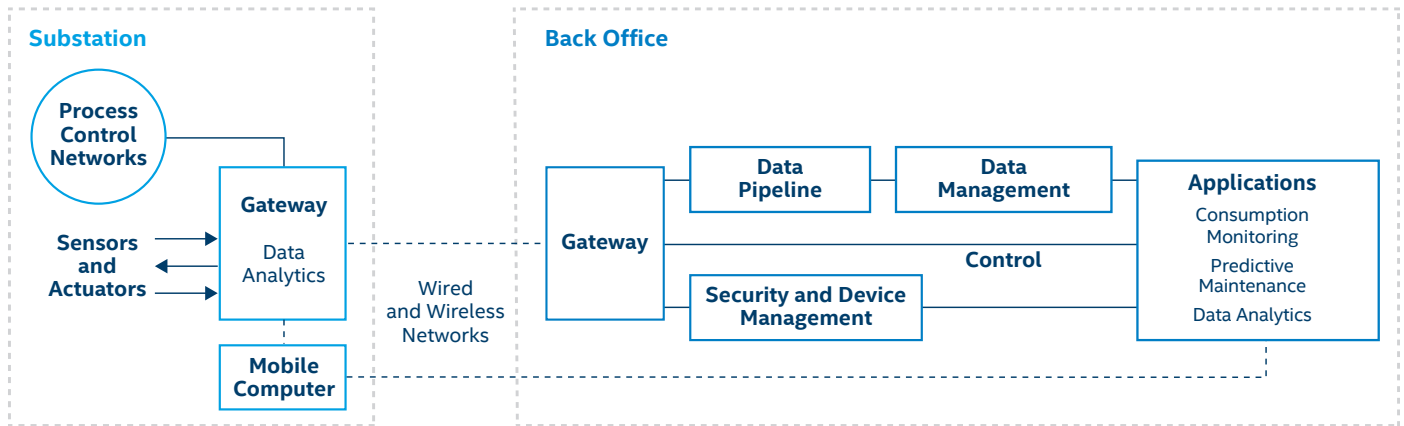 Substation
Process
Control
Networks
Gateway
Data
Analytics
Sensors
and
Actuators
Mobile
Computer
Wired
and Wireless
Networks
Back Office
Gateway
Data
Pipeline
Data
Management
Control
Security and Device
Management
Applications
Consumption
Monitoring
Predictive
Maintenance
Data Analytics